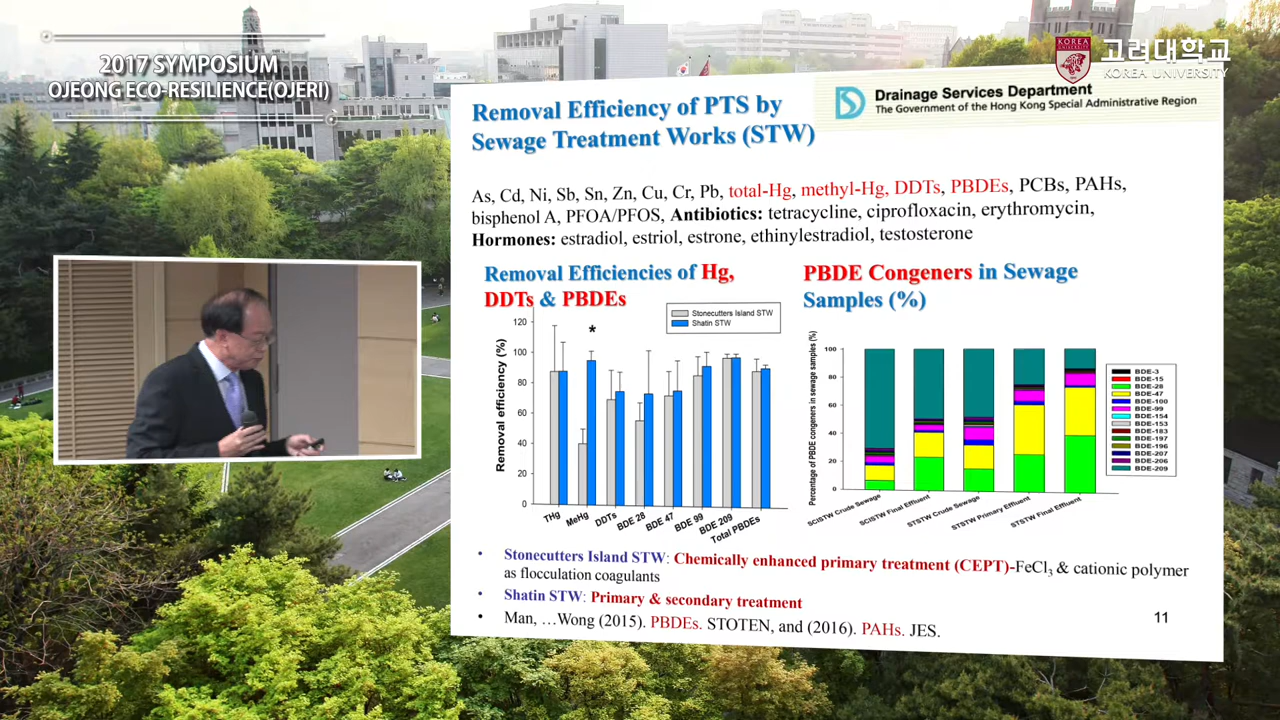 2017 SYMPOSIUM
OJEONG ECO-RESILIENCE(OJERI)
KOREA UNIVERSITY
고려대학교
KOREA UNIVERSITY
Drainage Services Department
The Government of the Hong Kong Special Administrative Region
Removal Efficiency of PTS by
Sewage Treatment Works (STW)
As, Cd, Ni, Sb, Sn, Zn, Cu, Cr, Pb, total-Hg, methyl-Hg, DDTs, PBDEs, PCBs, PAHs,
bisphenol A, PFOA/PFOS, Antibiotics: tetracycline, ciprofloxacin, erythromycin,
Hormones: estradiol, estriol, estrone, ethinylestradiol, testosterone
Removal Efficiencies of Hg,
DDTs & PBDEs
Stonecutters Island STW
Shatin STW
*
Removal efficiency (%)
120
100
80
60
40
20
0
THg
MeHg
DDTs
BDE 28
BDE 47
BDE 99
BDE 209
Total PBDEs
PBDE Congeners in Sewage
Samples (%)
Percentage of PBDE congeners in sewage samples (%)
100
80
60
40
20
0
SCISTW Crude Sewage
SCISTW Final Effluent
STSTW Crude Sewage
STSTW Primary Effluent
STSTW Final Effluent
BDE-3
BDE-15
BDE-28
BDE-47
BDE-100
BDE-99
BDE-154
BDE-153
BDE-183
BDE-197
BDE-196
BDE-207
BDE-206
BDE-209
• Stonecutters Island STW: Chemically enhanced primary treatment (CEPT)-FeCl₃ & cationic polymer
as flocculation coagulants
• Shatin STW: Primary & secondary treatment
• Man, …Wong (2015). PBDEs. STOTEN, and (2016). PAHs. JES.
11